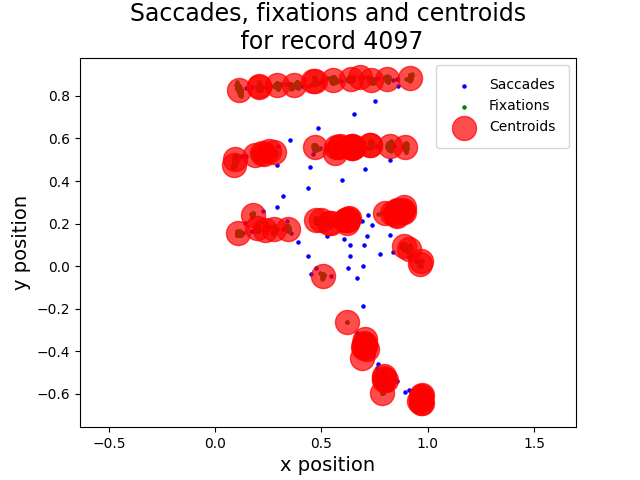 Saccades, fixations and centroids
for record 4097
Saccades
Fixations
Centroids
y position
0.8
0.6
0.4
0.2
0.0
−0.2
−0.4
−0.6
−0.5
0.0
0.5
1.0
1.5
x position